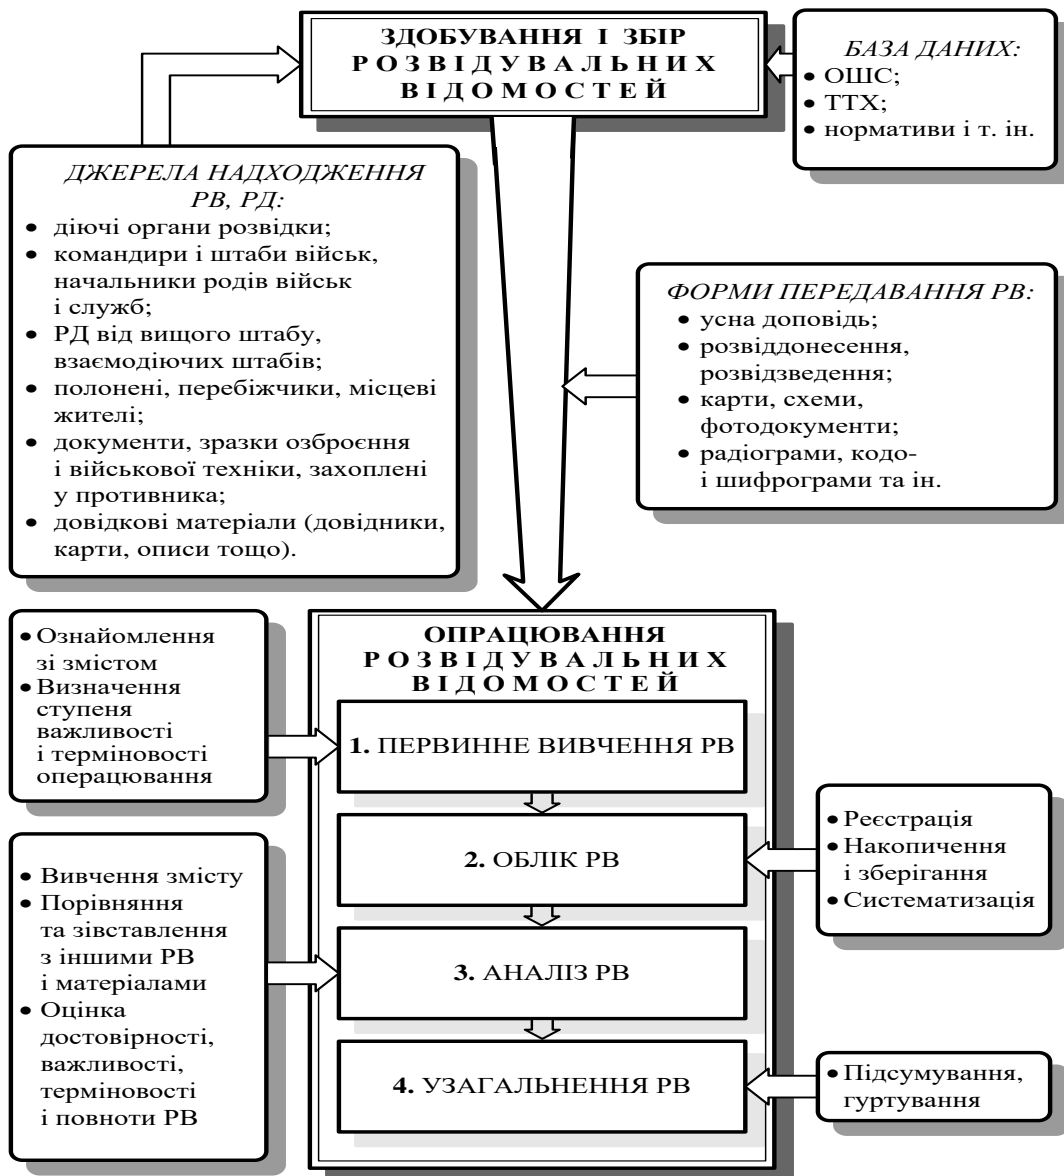 ЗДОБУВАННЯ І ЗБІР
РОЗВІДУВАЛЬНИХ
ВІДОМОСТЕЙ
БАЗА ДАНИХ:
• ОШС;
• ТТХ;
• нормативи і т. ін.
ДЖЕРЕЛА НАДХОДЖЕННЯ
РВ, РД:
• діючі органи розвідки;
• командири і штаби військ,
начальники родів військ
і служб;
• РД від вищого штабу,
взаємодіючих штабів;
• полонені, перебіжчики, місцеві
жителі;
• документи, зразки озброєння
і військової техніки, захоплені
у противника;
• довідкові матеріали (довідники,
карти, описи тощо).
ФОРМИ ПЕРЕДАВАННЯ РВ:
• усна доповідь;
• розвіддонесення,
розвідзведення;
• карти, схеми,
фотодокументи;
• радіограми, кодо-
і шифрограми та ін.
ОПРАЦЮВАННЯ
РОЗВІДУВАЛЬНИХ
ВІДОМОСТЕЙ
• Ознайомлення
зі змістом
• Визначення
ступеня
важливості
і терміновості
операцювання
1. ПЕРВИННЕ ВИВЧЕННЯ РВ
2. ОБЛІК РВ
• Реєстрація
• Накопичення
і зберігання
• Систематизація
• Вивчення змісту
• Порівняння
та зівставлення
з іншими РВ
і матеріалами
• Оцінка
достовірності,
важливості,
терміновості
і повноти РВ
3. АНАЛІЗ РВ
4. УЗАГАЛЬНЕННЯ РВ
• Підсумування,
гуртування